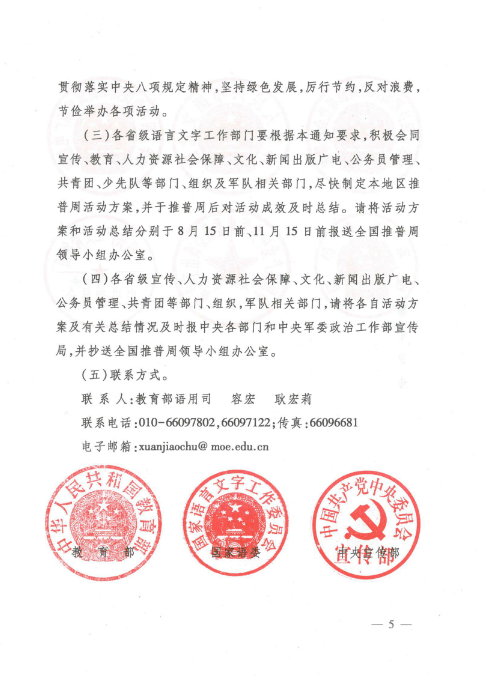 贯彻落实中央八项规定精神,坚持绿色发展,厉行节约,反对浪费,
节俭举办各项活动。
(三)各省级语言文字工作部门要根据本通知要求,积极会同
宣传、教育、人力资源社会保障、文化、新闻出版广电、公务员管理、
共青团、少先队等部门、组织及军队相关部门,尽快制定本地区推
普周活动方案,并于推普周后对活动成效及时总结。请将活动方
案和活动总结分别于8月15日前、11月15日前报送全国推普周
领导小组办公室。
(四)各省级宣传、人力资源社会保障、文化、新闻出版广电、
公务员管理、共青团等部门、组织,军队相关部门,请将各自活动方
案及有关总结情况及时报中央各部门和中央军委政治工作部宣传
局,并抄送全国推普周领导小组办公室。
(五)联系方式。
联 系 人:教育部语用司 容宏 耿宏莉
联系电话:010-66097802,66097122;传真:66096681
电子邮箱:xuanjiaochu@moe.edu.cn
中华人民共和国教育部
国家语言文字工作委员会
中国共产党中央委员会
宣传部
教 育 部 国家语委 中央宣传部
— 5 —